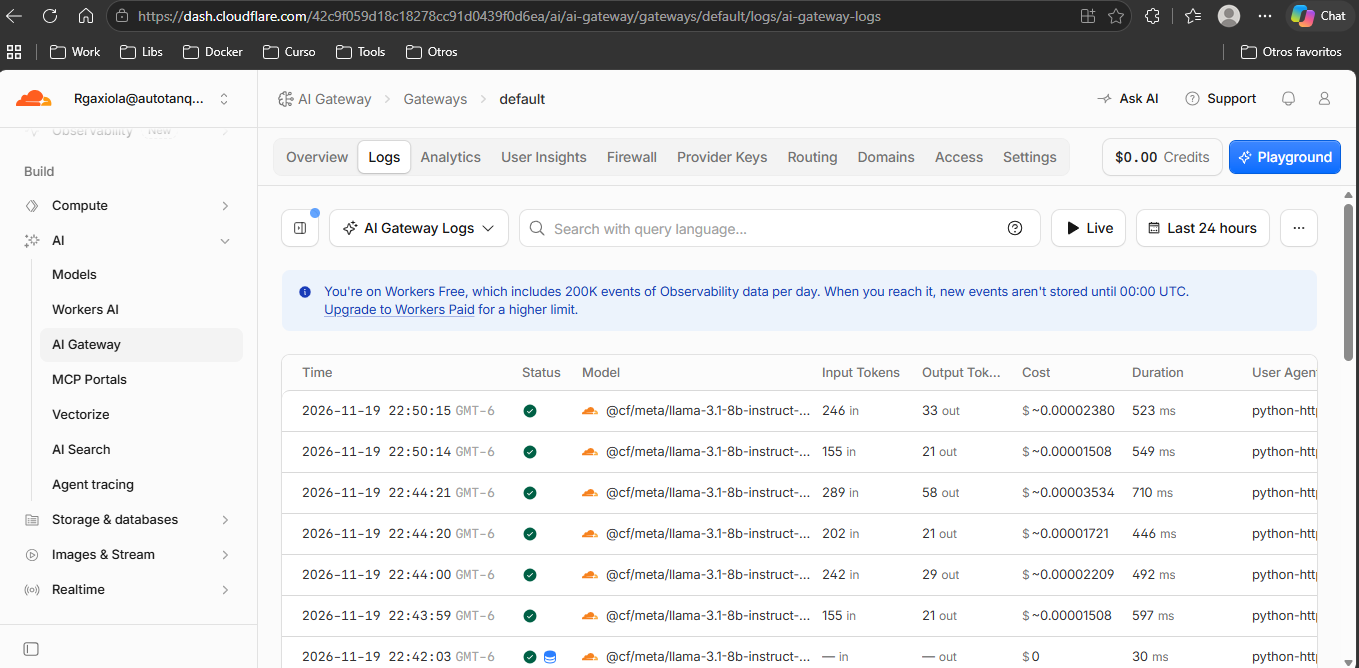 https://dash.cloudflare.com/42c9f059d18c18278cc91d0439f0d6ea/ai/ai-gateway/gateways/default/logs/ai-gateway-logs
Chat
Work Libs Docker Curso Tools Otros Otros favoritos
Rgaxiola@autotanq...
AI Gateway > Gateways > default
Ask AI Support
Observability New
Build
Compute
AI
Models
Workers AI
AI Gateway
MCP Portals
Vectorize
AI Search
Agent tracing
Storage & databases
Images & Stream
Realtime
Overview Logs Analytics User Insights Firewall Provider Keys Routing Domains Access Settings
$0.00 Credits Playground
AI Gateway Logs Search with query language... Live Last 24 hours ...
You're on Workers Free, which includes 200K events of Observability data per day. When you reach it, new events aren't stored until 00:00 UTC.
Upgrade to Workers Paid for a higher limit.
Time Status Model Input Tokens Output Tok... Cost Duration User Agen
2026-11-19 22:50:15 GMT-6 @cf/meta/llama-3.1-8b-instruct-... 246 in 33 out $~0.00002380 523 ms python-htt
2026-11-19 22:50:14 GMT-6 @cf/meta/llama-3.1-8b-instruct-... 155 in 21 out $~0.00001508 549 ms python-htt
2026-11-19 22:44:21 GMT-6 @cf/meta/llama-3.1-8b-instruct-... 289 in 58 out $~0.00003534 710 ms python-htt
2026-11-19 22:44:20 GMT-6 @cf/meta/llama-3.1-8b-instruct-... 202 in 21 out $~0.00001721 446 ms python-htt
2026-11-19 22:44:00 GMT-6 @cf/meta/llama-3.1-8b-instruct-... 242 in 29 out $~0.00002209 492 ms python-htt
2026-11-19 22:43:59 GMT-6 @cf/meta/llama-3.1-8b-instruct-... 155 in 21 out $~0.00001508 597 ms python-htt
2026-11-19 22:42:03 GMT-6 @cf/meta/llama-3.1-8b-instruct-... — in — out $0 30 ms python-htt